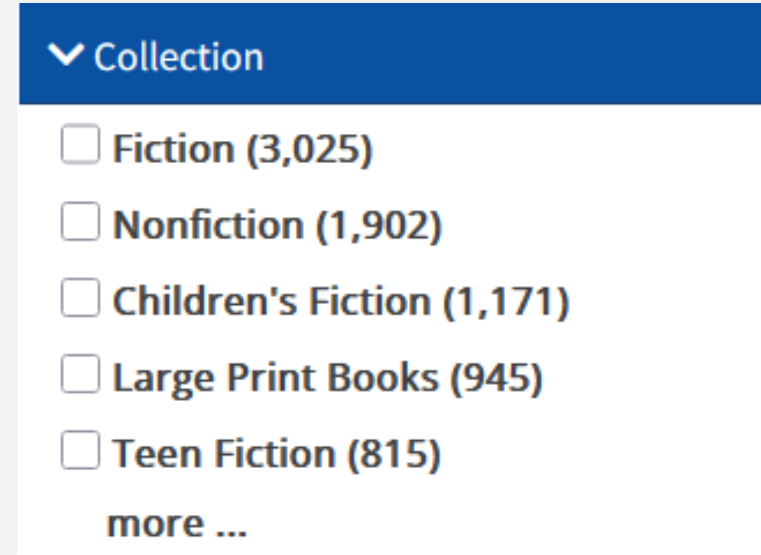 Collection
Fiction (3,025)
Nonfiction (1,902)
Children's Fiction (1,171)
Large Print Books (945)
Teen Fiction (815)
more ...